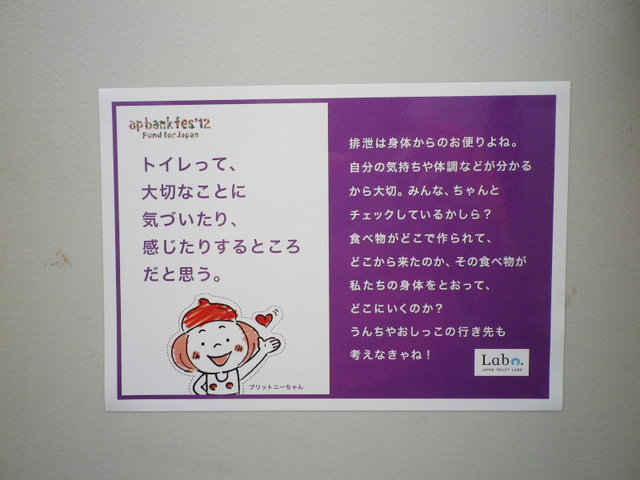 ap bank fes'12
Fund for Japan
トイレって、
大切なことに
気づいたり、
感じたりするところ
だと思う。
ブリットニーちゃん
排泄は身体からのお便りよね。
自分の気持ちや体調などが分かる
から大切。みんな、ちゃんと
チェックしているかしら？
食べ物がどこで作られて、
どこから来たのか、その食べ物が
私たちの身体をとおって、
どこにいくのか？
うんちやおしっこの行き先も
考えなきゃね！
Labo.
JAPAN TOILET LABO.